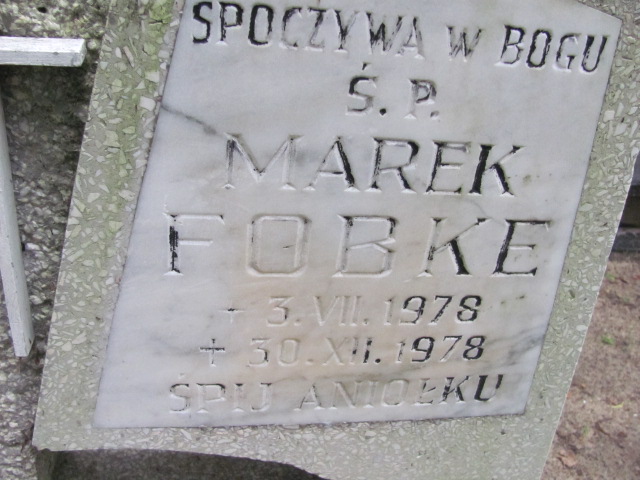 SPOCZYWA W BOGU
Ś. P.
MAREK
FOBKE
+ 3. VII. 1978
+ 30. XII. 1978
ŚPIJ ANIOŁKU